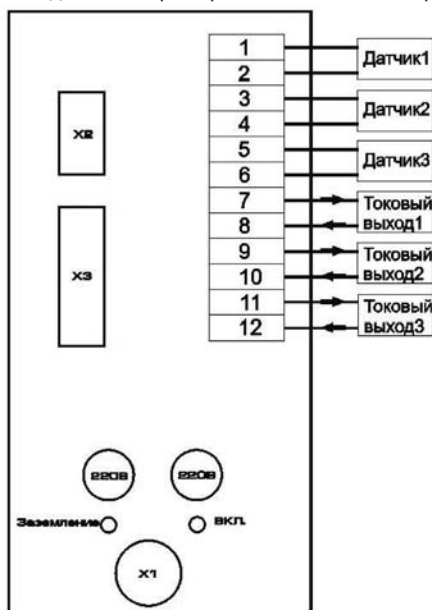 1
2
Датчик1
3
4
Датчик2
5
6
Датчик3
7
8
Токовый
выход1
9
10
Токовый
выход2
11
12
Токовый
выход3
X2
X3
220В
220В
Заземление
ВКЛ.
X1